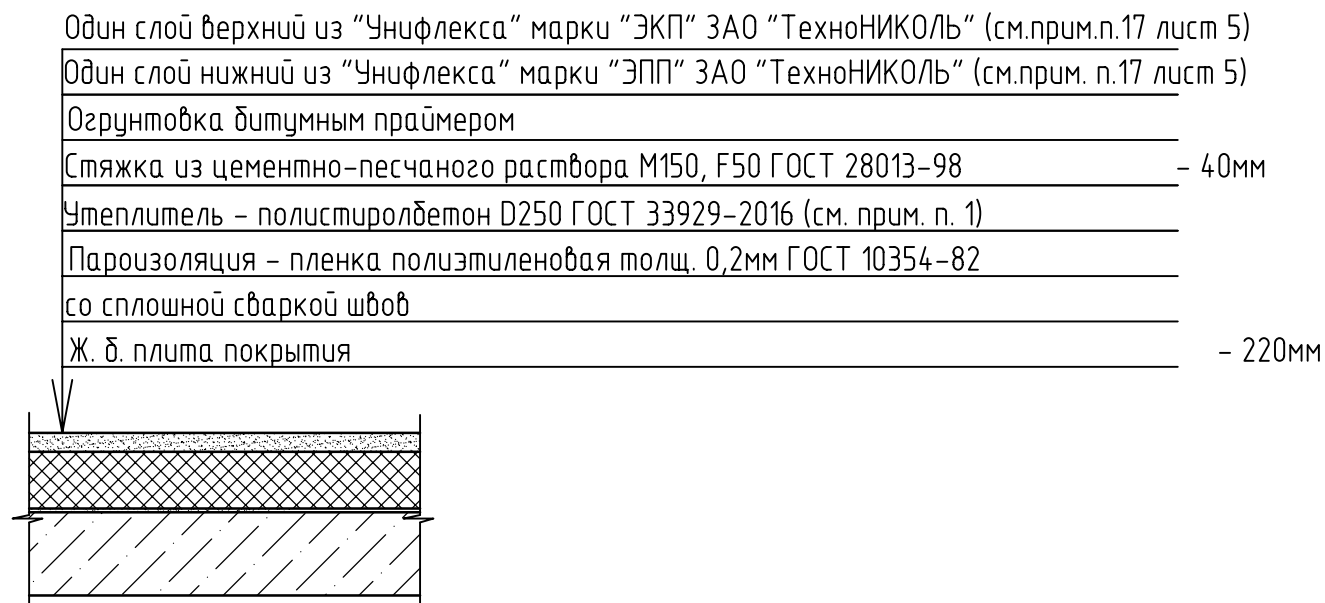 Один слой верхний из "Унифлекса" марки "ЭКП" ЗАО "ТехноНИКОЛЬ" (см.прим.п.17 лист 5)
Один слой нижний из "Унифлекса" марки "ЭПП" ЗАО "ТехноНИКОЛЬ" (см.прим. п.17 лист 5)
Огрунтовка битумным праймером
Стяжка из цементно-песчаного раствора М150, F50 ГОСТ 28013-98 - 40мм
Утеплитель - полистиролбетон D250 ГОСТ 33929-2016 (см. прим. п. 1)
Пароизоляция - пленка полиэтиленовая толщ. 0,2мм ГОСТ 10354-82
со сплошной сваркой швов
Ж. б. плита покрытия - 220мм